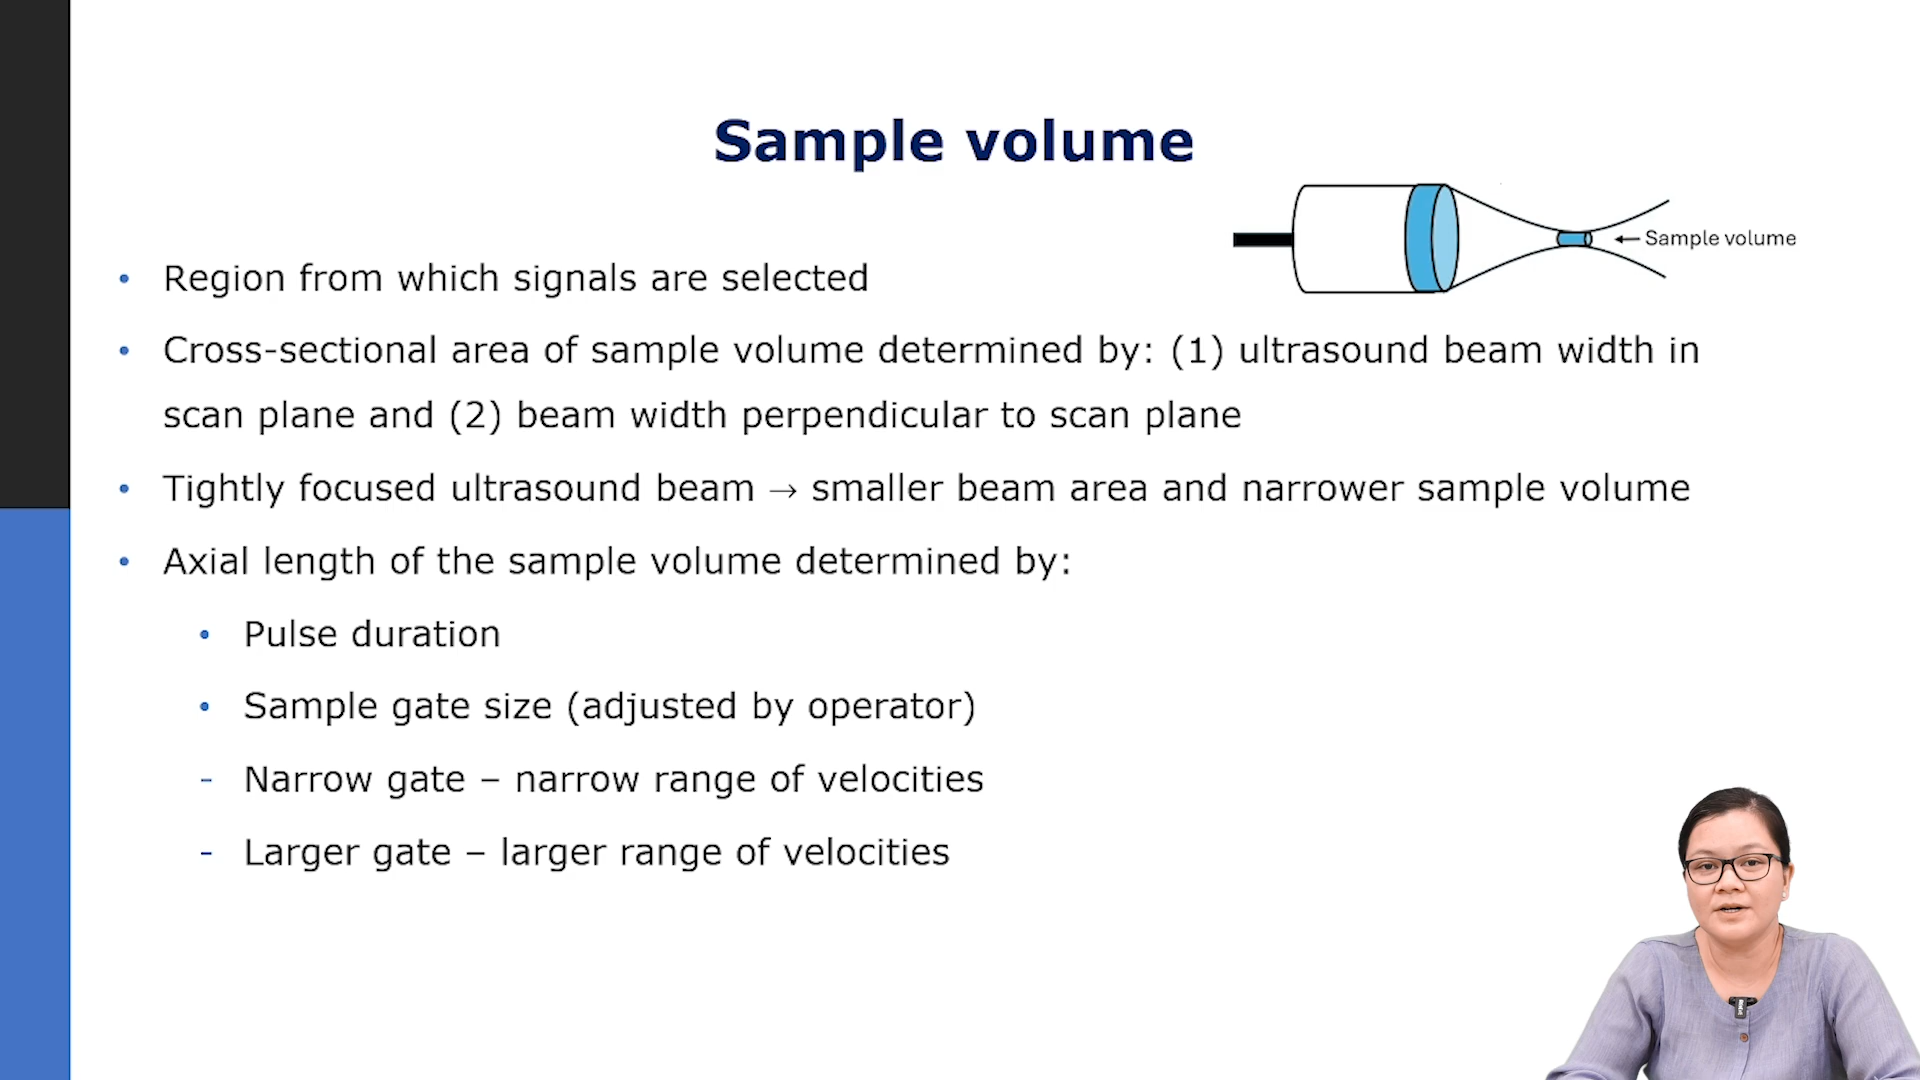 Sample volume
Sample volume
• Region from which signals are selected
• Cross-sectional area of sample volume determined by: (1) ultrasound beam width in
scan plane and (2) beam width perpendicular to scan plane
• Tightly focused ultrasound beam → smaller beam area and narrower sample volume
• Axial length of the sample volume determined by:
• Pulse duration
• Sample gate size (adjusted by operator)
- Narrow gate – narrow range of velocities
- Larger gate – larger range of velocities